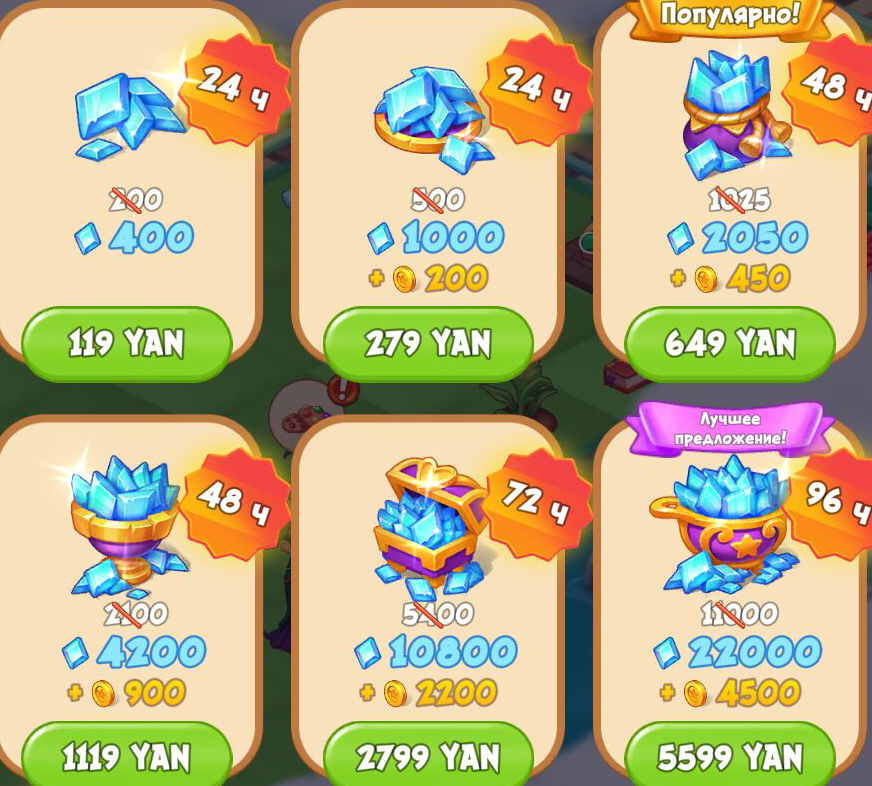 24 ч
200
400
119 YAN
24 ч
500
1000
+ 200
279 YAN
Популярно!
48 ч
1025
2050
+ 450
649 YAN
48 ч
2100
4200
+ 900
1119 YAN
72 ч
5400
10800
+ 2200
2799 YAN
Лучшее
предложение!
96 ч
11000
22000
+ 4500
5599 YAN